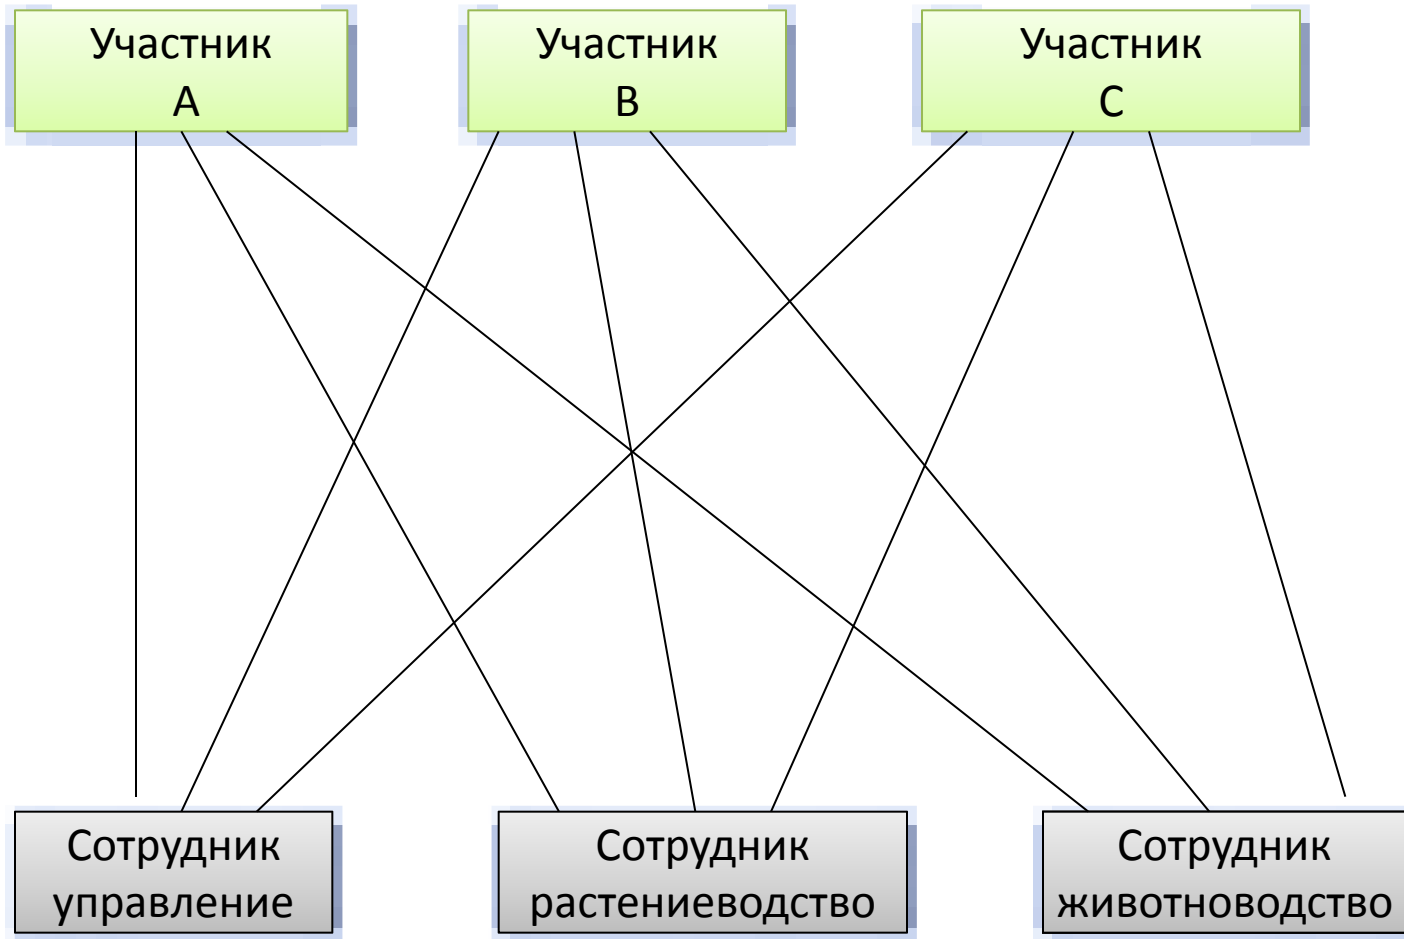 Участник
А
Участник
В
Участник
С
Сотрудник
управление
Сотрудник
растениеводство
Сотрудник
животноводство